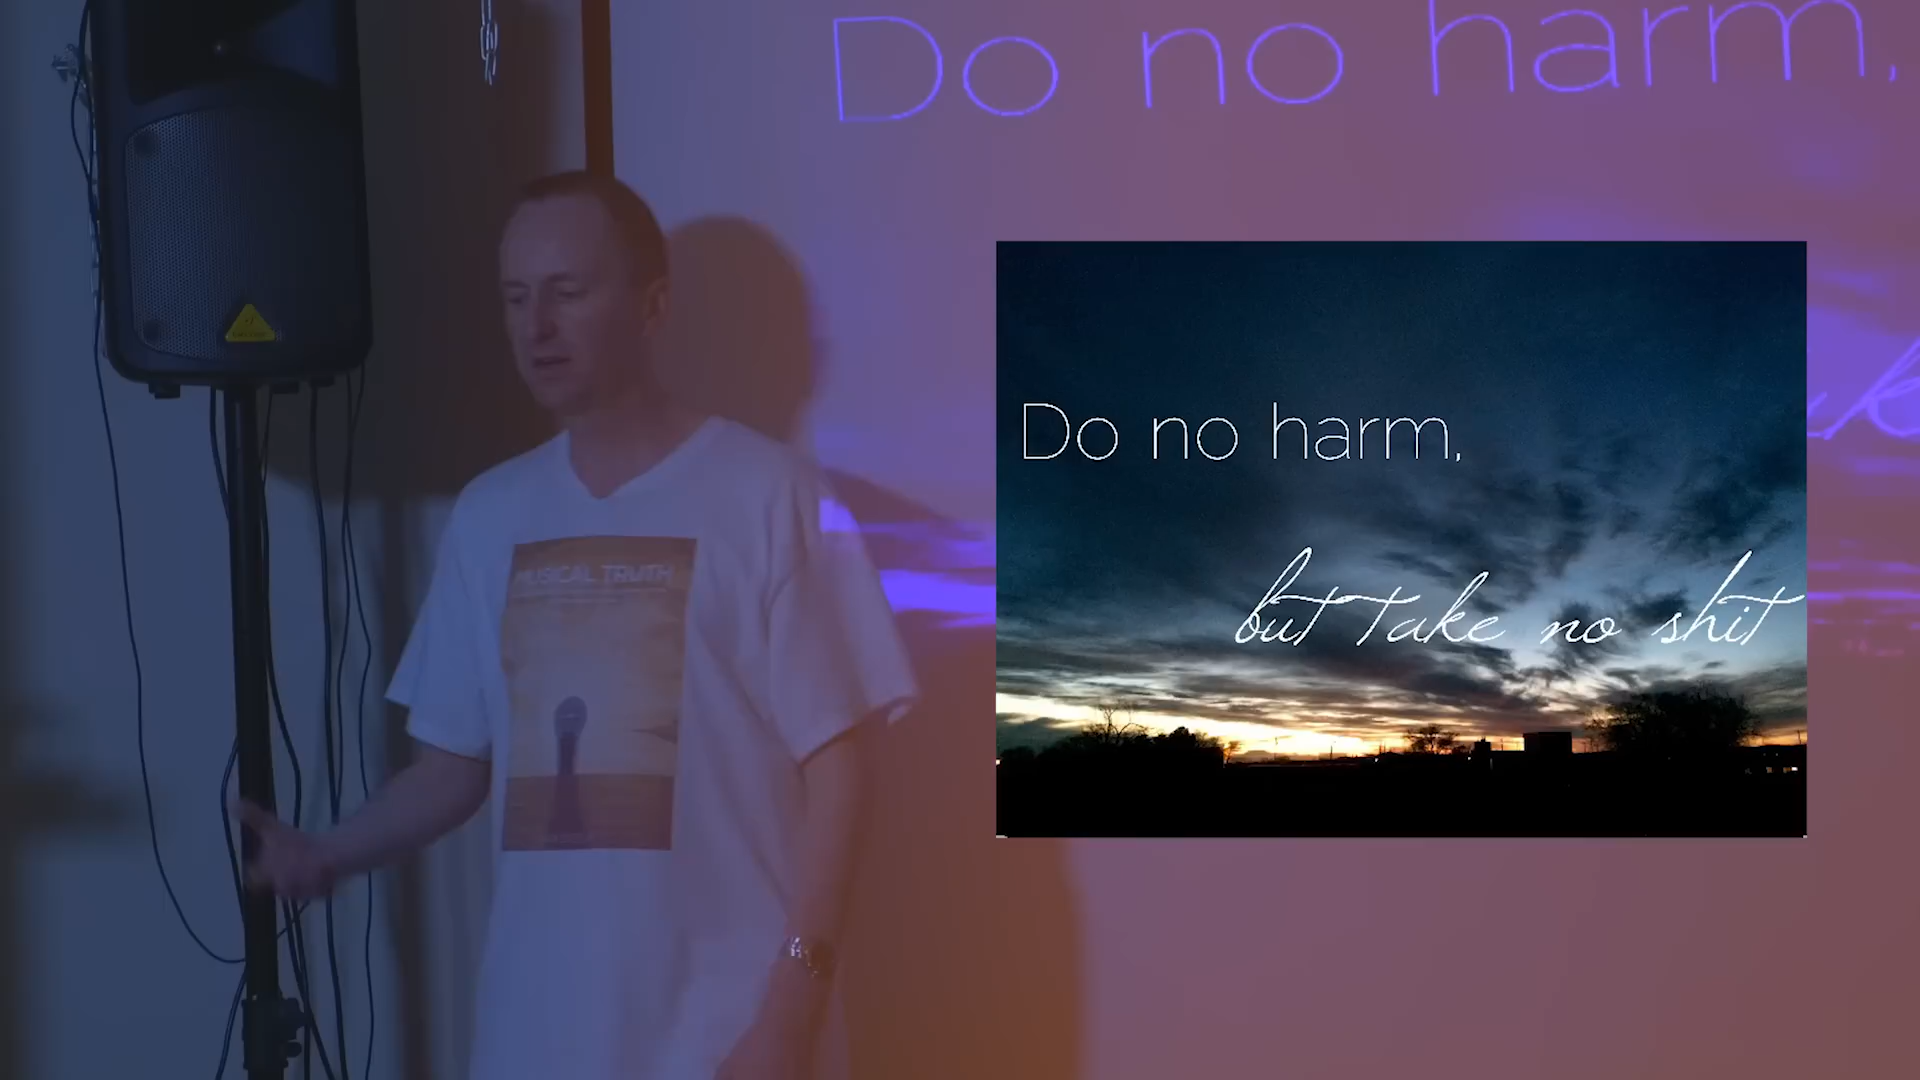 Do no harm,
Do no harm,
but take no shit
MUSICAL TRUTH